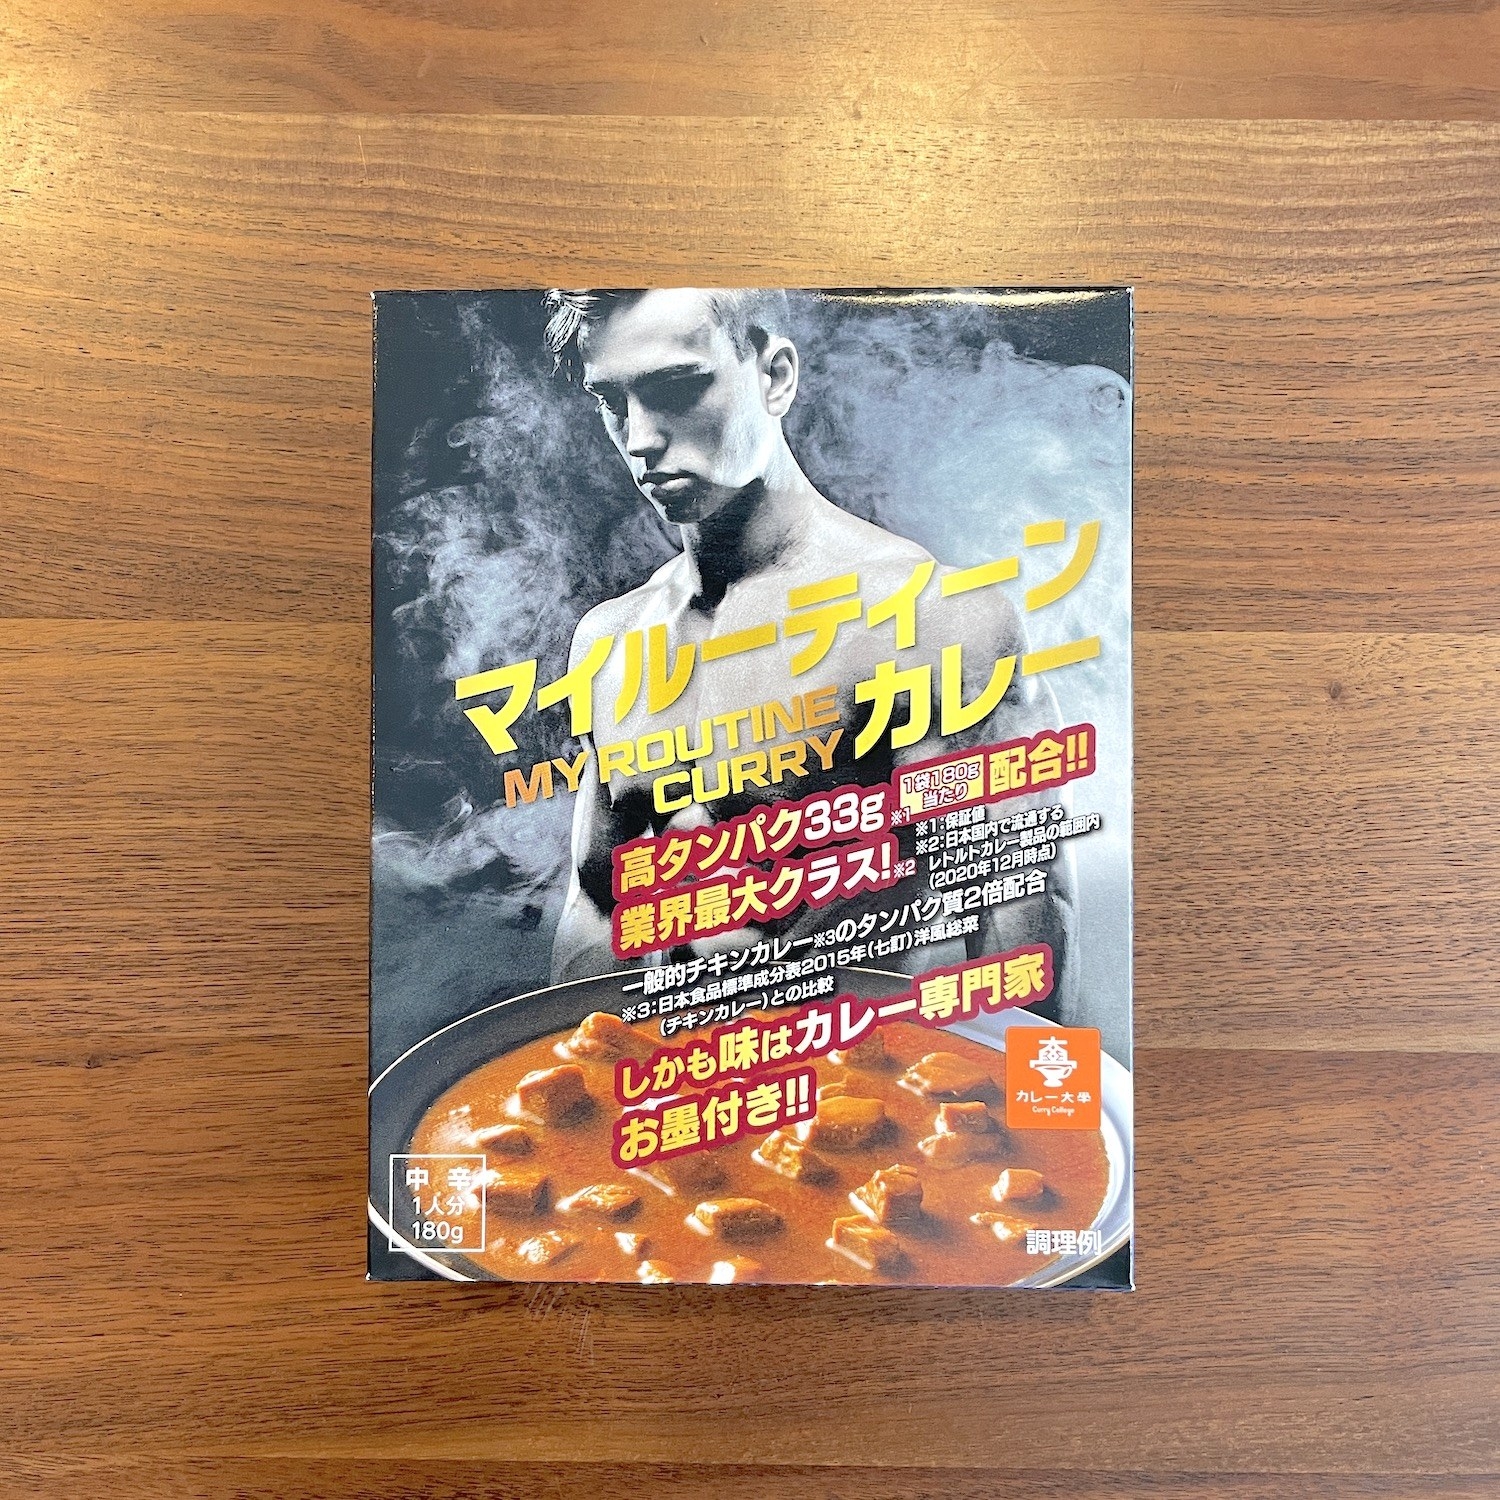 マイルーティーン
MY ROUTINE
CURRY
カレー
高タンパク33g※1 1袋180g当たり 配合!!
業界最大クラス!※2
※1:保証値
※2:日本国内で流通する
レトルトカレー製品の範囲内
(2020年12月時点)
一般的チキンカレー※3のタンパク質2倍配合
※3:日本食品標準成分表2015年(七訂)洋風総菜
(チキンカレー)との比較
しかも味はカレー専門家
お墨付き!!
カレー大學
Curry College
中辛
1人分
180g
調理例